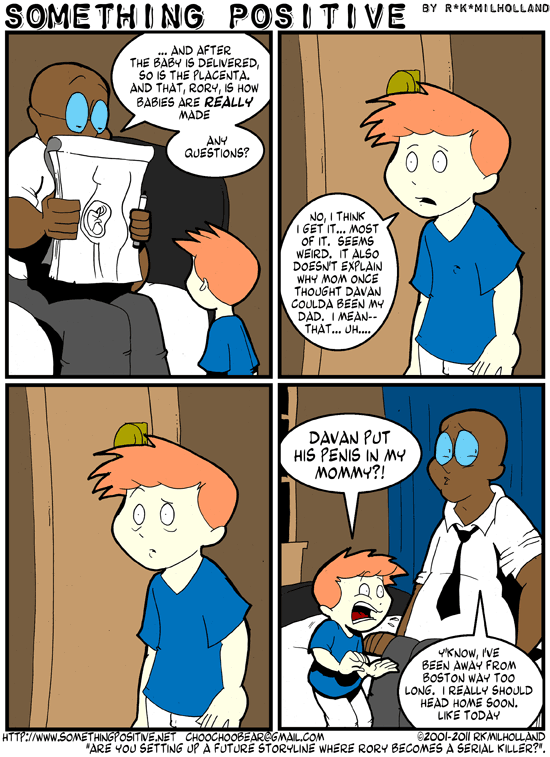 SOMETHING POSITIVE BY R*K*MILHOLLAND
... AND AFTER
THE BABY IS DELIVERED,
SO IS THE PLACENTA.
AND THAT, RORY, IS HOW
BABIES ARE REALLY
MADE
ANY
QUESTIONS?
NO, I THINK
I GET IT... MOST
OF IT. SEEMS
WEIRD. IT ALSO
DOESN'T EXPLAIN
WHY MOM ONCE
THOUGHT DAVAN
COULDA BEEN MY
DAD. I MEAN--
THAT... UH....
DAVAN PUT
HIS PENIS IN MY
MOMMY?!
Y'KNOW, I'VE
BEEN AWAY FROM
BOSTON WAY TOO
LONG. I REALLY SHOULD
HEAD HOME SOON.
LIKE TODAY
HTTP://WWW.SOMETHINGPOSITIVE.NET CHOOCHOOBEAR@GMAIL.COM ©2001-2011 RKMILHOLLAND
"ARE YOU SETTING UP A FUTURE STORYLINE WHERE RORY BECOMES A SERIAL KILLER?".